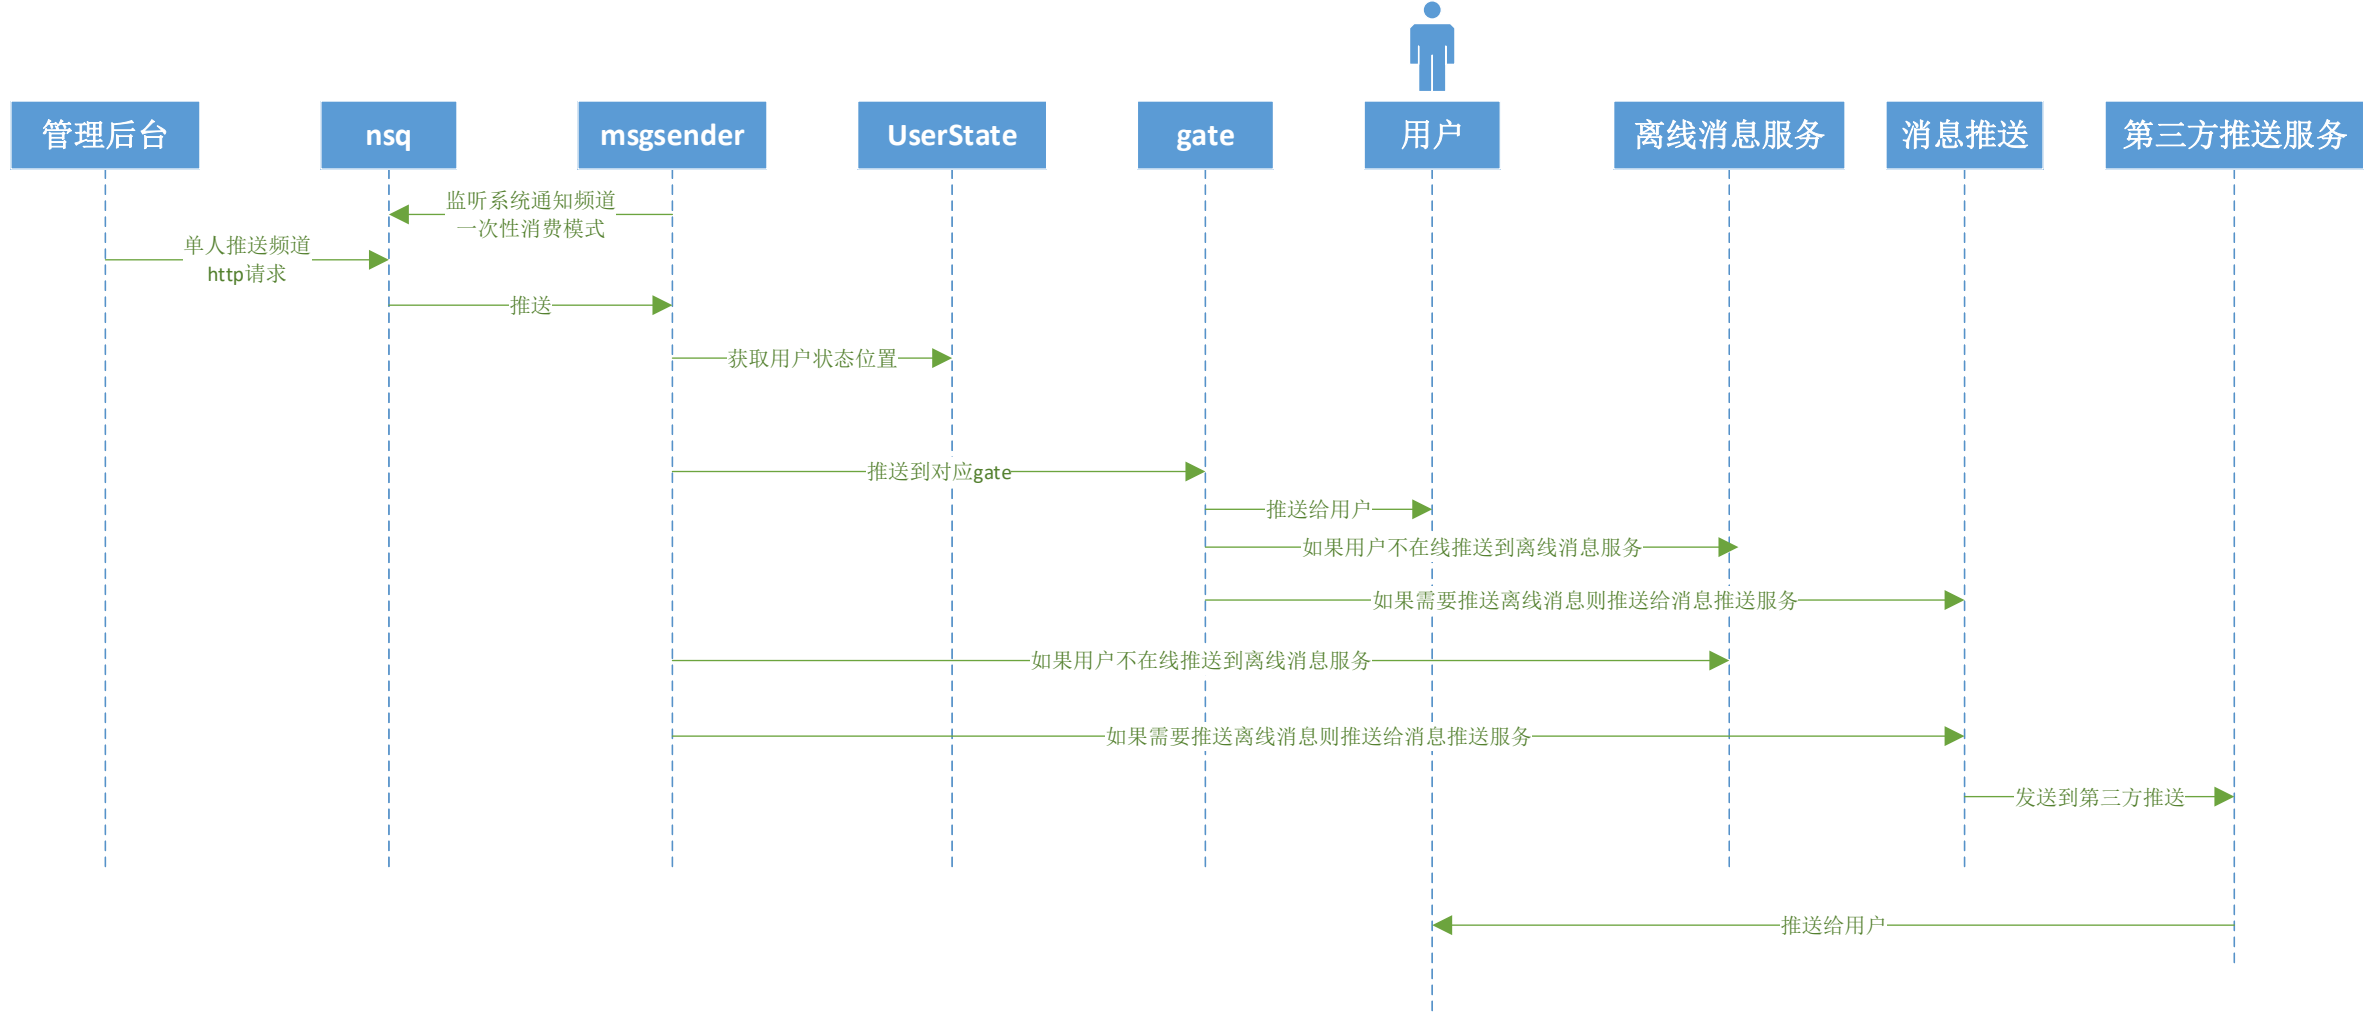 管理后台
nsq
msgsender
UserState
gate
用户
离线消息服务
消息推送
第三方推送服务
监听系统通知频道
一次性消费模式
单人推送频道
http请求
推送
获取用户状态位置
推送到对应gate
推送给用户
如果用户不在线推送到离线消息服务
如果需要推送离线消息则推送给消息推送服务
如果用户不在线推送到离线消息服务
如果需要推送离线消息则推送给消息推送服务
发送到第三方推送
推送给用户